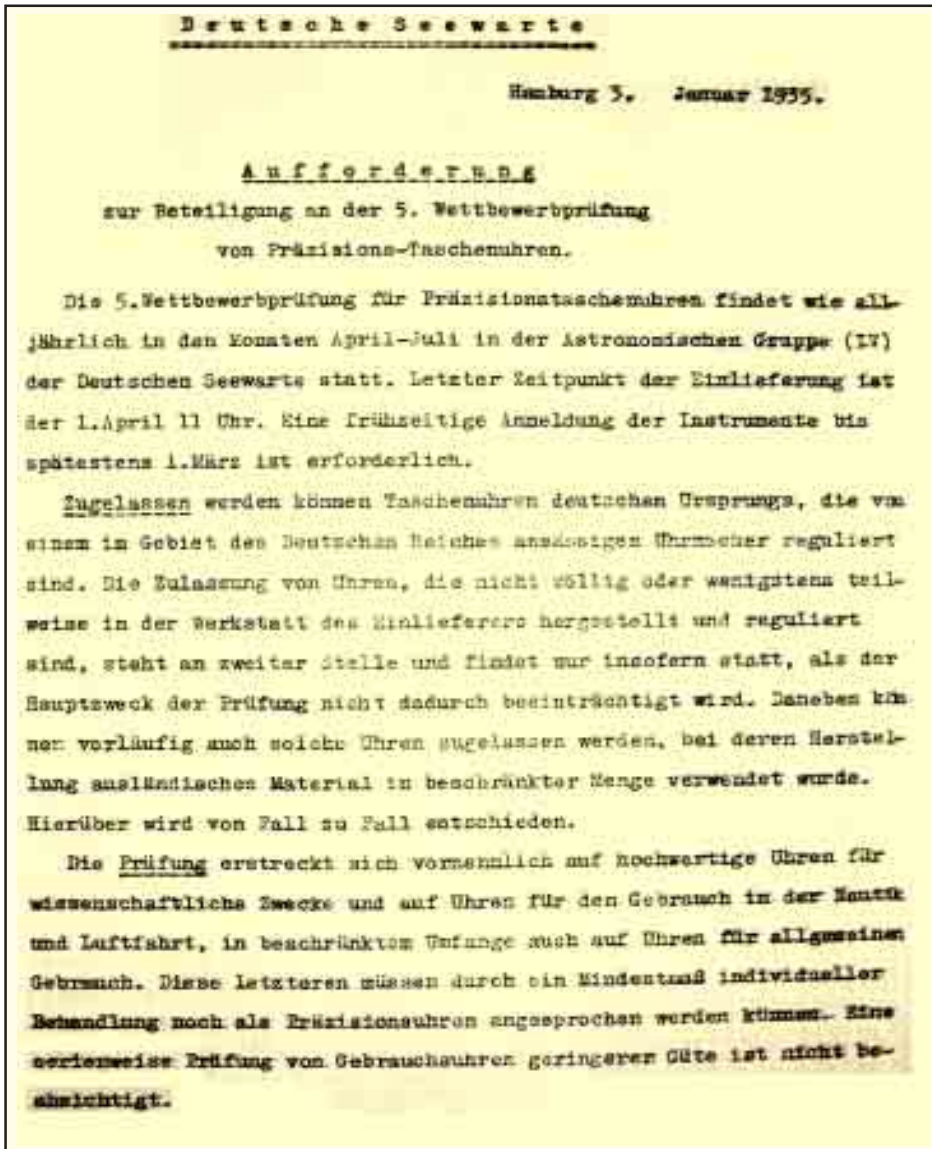 Deutsche Seewarte
Hamburg 3. Januar 1935.
Aufforderung
zur Beteiligung an der 5. Wettbewerbprüfung
von Präzisions-Taschenuhren.
Die 5.Wettbewerbprüfung für Präzisionstaschenuhren findet wie all-
jährlich in den Monaten April-Juli in der Astronomischen Gruppe (IV)
der Deutschen Seewarte statt. Letzter Zeitpunkt der Einlieferung ist
der 1.April 11 Uhr. Eine frühzeitige Anmeldung der Instrumente bis
spätestens 1.März ist erforderlich.
Zugelassen werden können Taschenuhren deutschen Ursprungs, die von
einem im Gebiet des Deutschen Reiches ansässigen Uhrmacher reguliert
sind. Die Zulassung von Uhren, die nicht völlig oder wenigstens teil-
weise in der Werkstatt des Einlieferers hergestellt und reguliert
sind, steht an zweiter Stelle und findet nur insofern statt, als der
Hauptzweck der Prüfung nicht dadurch beeinträchtigt wird. Daneben kön
nen vorläufig auch solche Uhren zugelassen werden, bei deren Herstel-
lung ausländisches Material in beschränkter Menge verwendet wurde.
Hierüber wird von Fall zu Fall entschieden.
Die Prüfung erstreckt sich vornehmlich auf hochwertige Uhren für
wissenschaftliche Zwecke und auf Uhren für den Gebrauch in der Nautik
und Luftfahrt, in beschränktem Umfange auch auf Uhren für allgemeinen
Gebrauch. Diese letzteren müssen durch ein Mindestmaß individueller
Behandlung noch als Präzisionsuhren angesprochen werden können. Eine
serienweise Prüfung von Gebrauchsuhren geringerer Güte ist nicht be-
absichtigt.